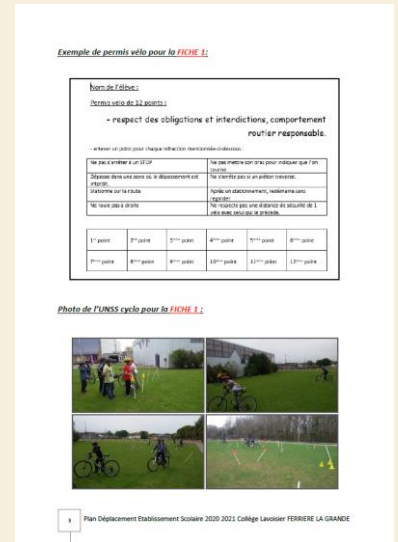 Exemple de permis vélo pour la FICHE 1:
Nom de l'élève :
Permis velo de 12 points :
- respect des obligations et interdictions, comportement
routier responsable.
- enlever un point pour chaque infraction mentionnée ci-dessous :
Ne pas s'arrêter à un STOP
Ne pas mettre son bras pour indiquer que l'on
tourne
Dépasse dans une zone où le dépassement est
interdit.
Ne s'arrête pas si un piéton traverse.
Stationne sur la route
Après un stationnement, redémarre sans
regarder
Ne roule pas à droite
Ne respecte pas une distance de sécurité de 1
vélo avec celui qui le précède.
1er point
2nd point
3ème point
4ème point
5ème point
6ème point
7ème point
8ème point
9ème point
10ème point
11ème point
12ème point
Photo de l'UNSS cyclo pour la FICHE 1 :
Plan Déplacement Etablissement Scolaire 2020 2021 Collège Lavoisier FERRIERE LA GRANDE